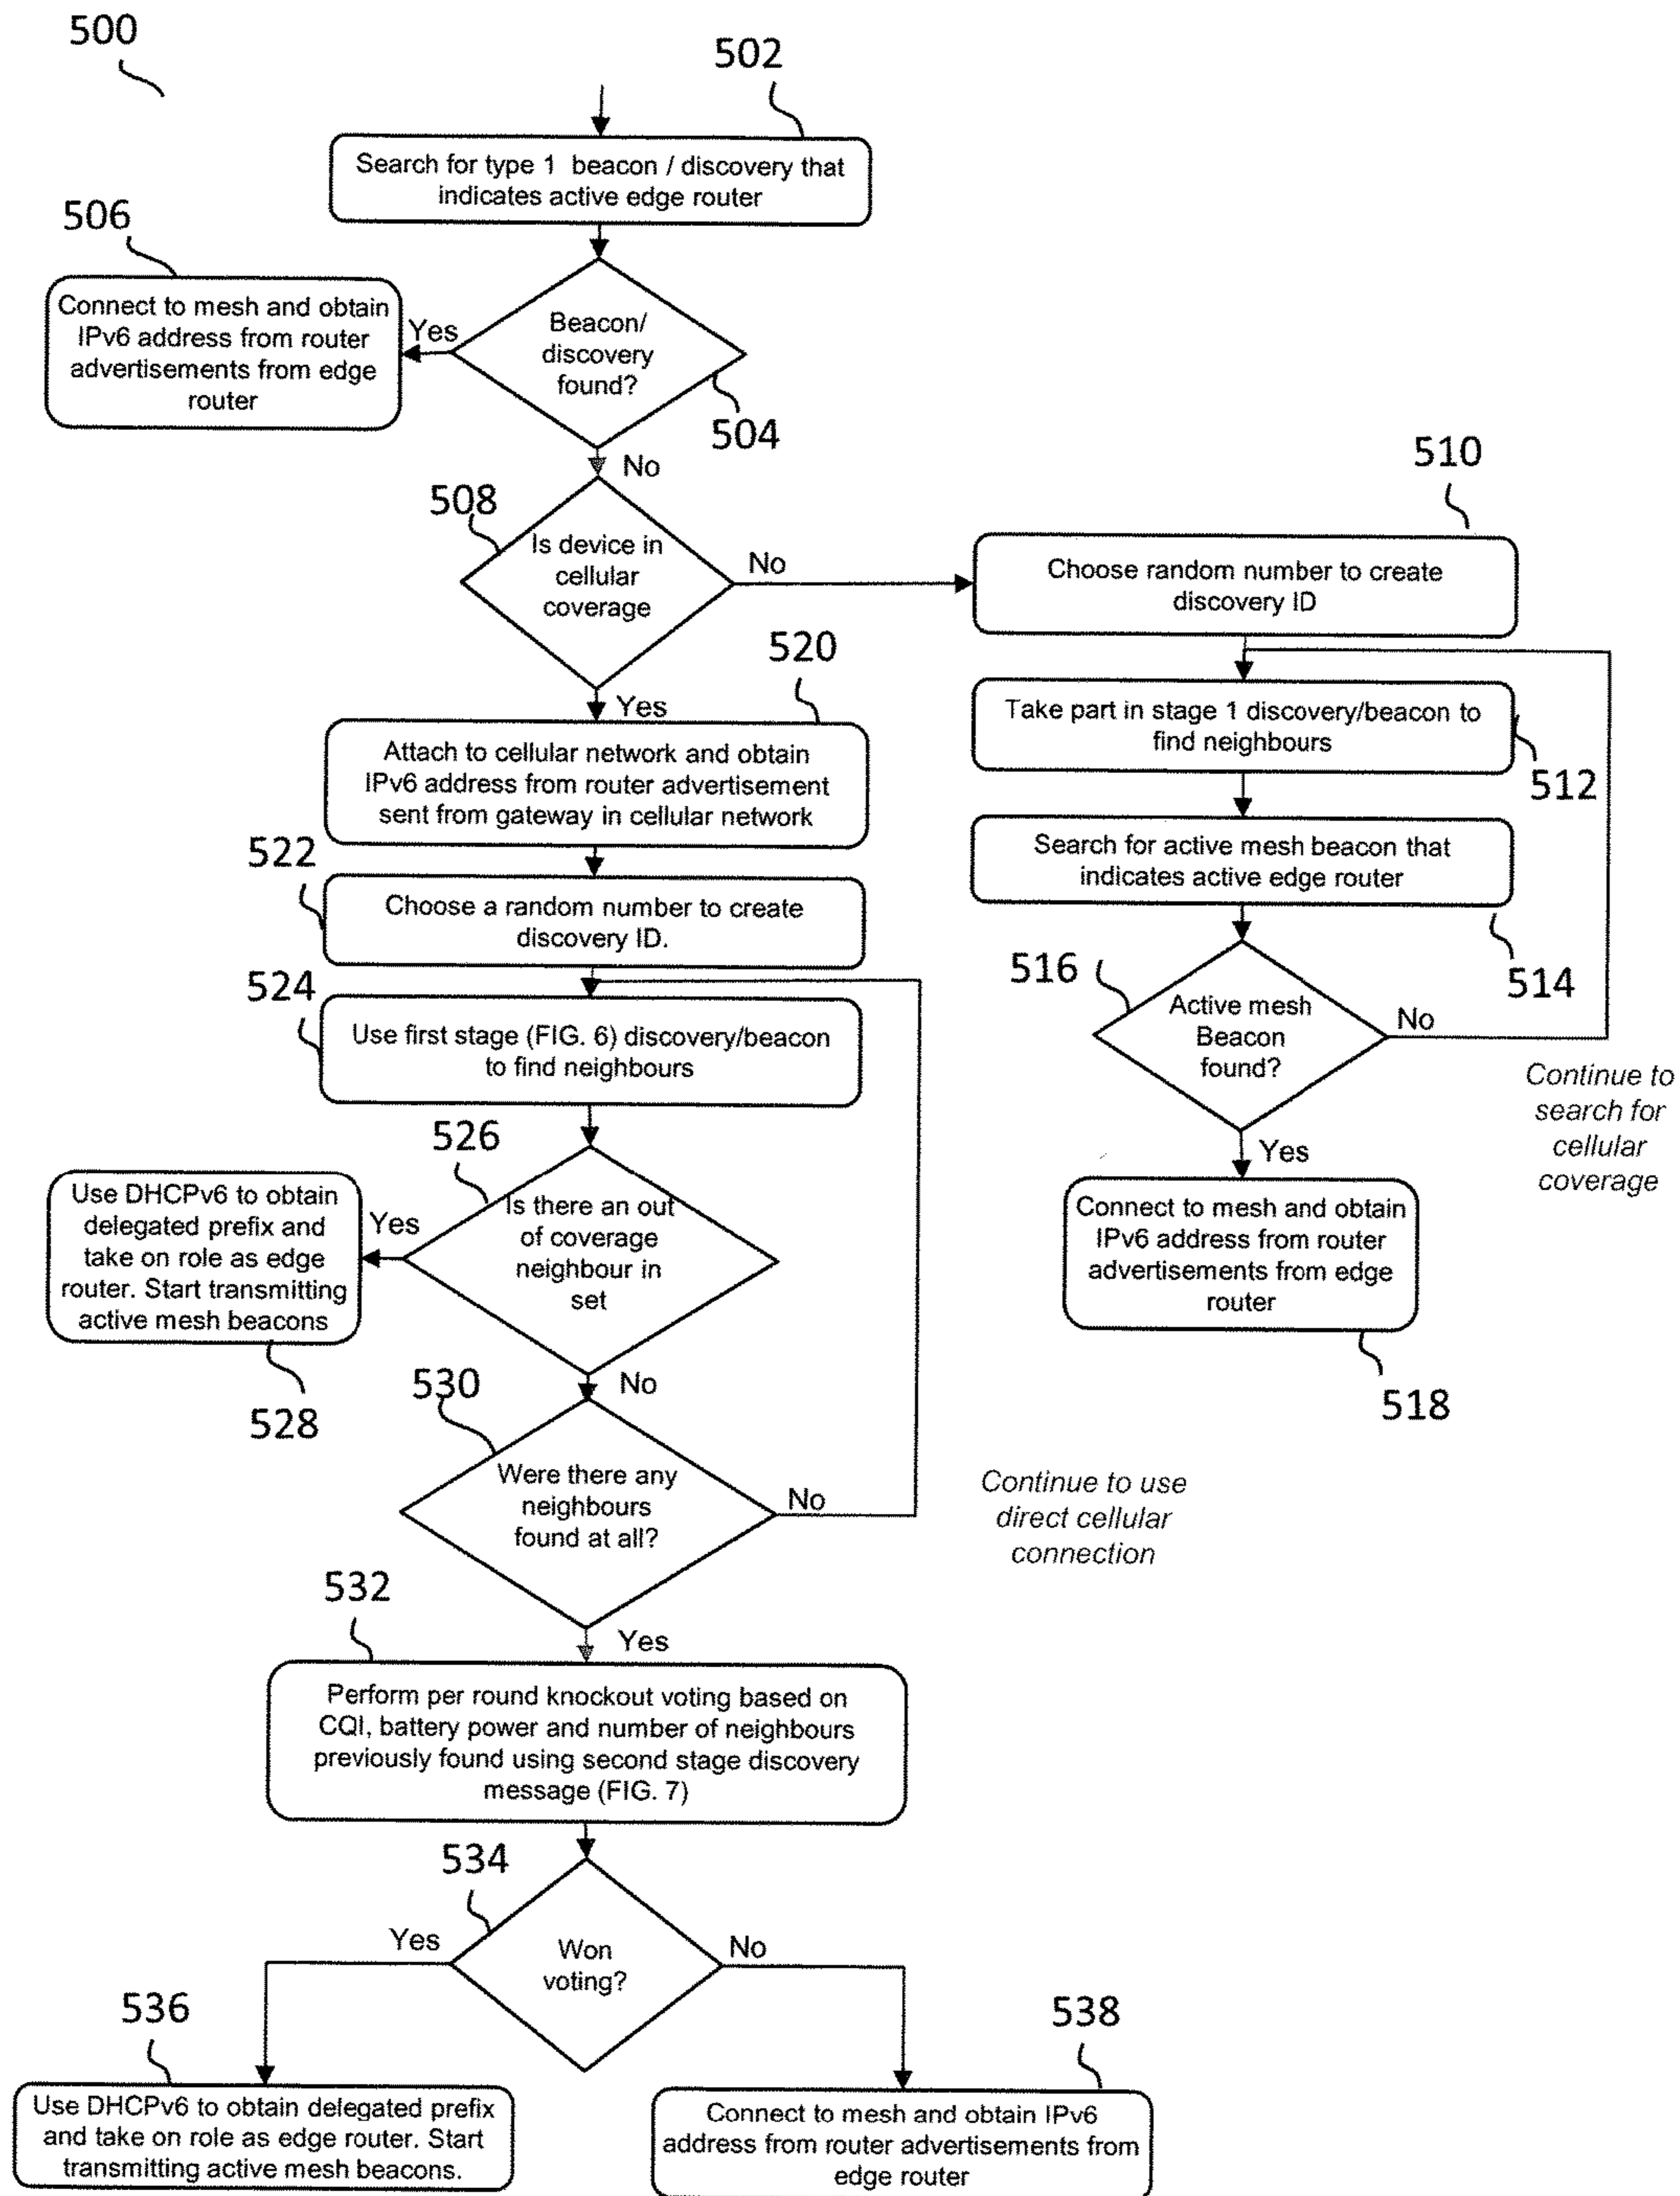 500
502
Search for type 1 beacon / discovery that
indicates active edge router
506
Connect to mesh and obtain
IPv6 address from router
advertisements from edge
router
Yes
Beacon/
discovery
found?
504
No
508
Is device in
cellular
coverage
No
510
Choose random number to create
discovery ID
Yes
520
Attach to cellular network and obtain
IPv6 address from router advertisement
sent from gateway in cellular network
Take part in stage 1 discovery/beacon to
find neighbours
512
522
Choose a random number to create
discovery ID.
Search for active mesh beacon that
indicates active edge router
514
524
Use first stage (FIG. 6) discovery/beacon
to find neighbours
516
Active mesh
Beacon
found?
No
Continue to
search for
cellular
coverage
Yes
Connect to mesh and obtain
IPv6 address from router
advertisements from edge
router
518
526
Is there an out
of coverage
neighbour in
set
Yes
Use DHCPv6 to obtain
delegated prefix and
take on role as edge
router. Start transmitting
active mesh beacons
528
No
530
Were there any
neighbours
found at all?
No
Continue to use
direct cellular
connection
Yes
532
Perform per round knockout voting based on
CQI, battery power and number of neighbours
previously found using second stage discovery
message (FIG. 7)
534
Won
voting?
Yes
No
536
Use DHCPv6 to obtain delegated prefix
and take on role as edge router. Start
transmitting active mesh beacons.
538
Connect to mesh and obtain IPv6
address from router advertisements from
edge router